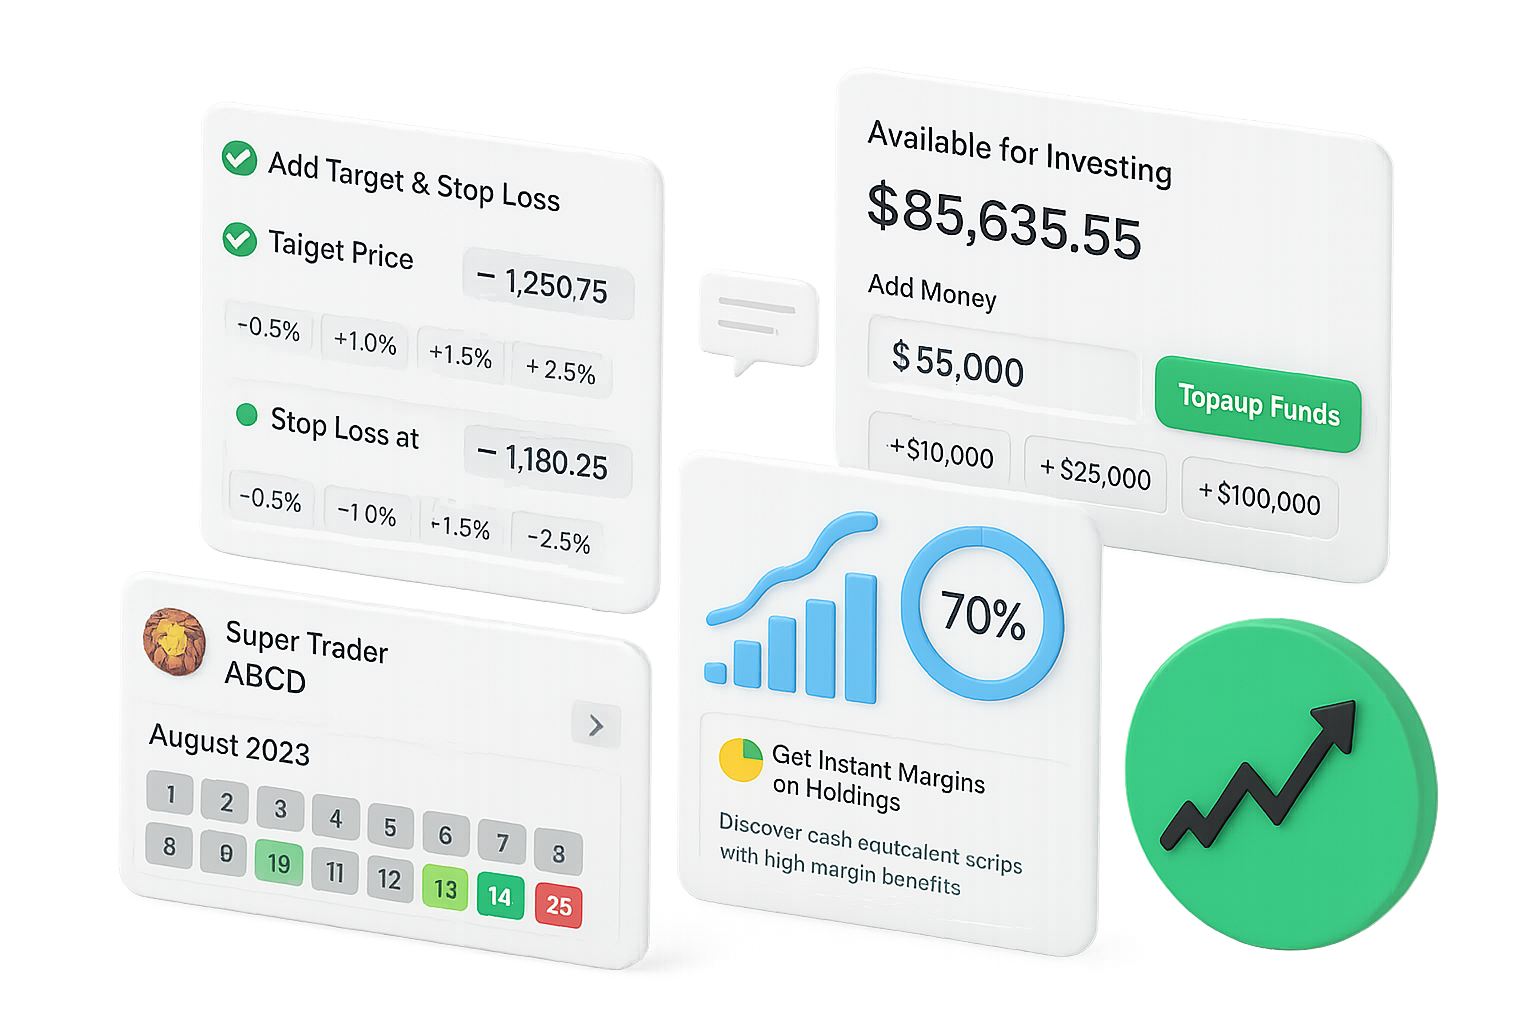 Add Target & Stop Loss
Taiget Price
− 1,250,75
−0.5% +1.0% +1.5% + 2.5%
Stop Loss at
− 1,180.25
−0.5% −1 0% +1.5% −2.5%
Available for Investing
$85,635.55
Add Money
$55,000
Topaup Funds
+$10,000 + $25,000 + $100,000
Super Trader
ABCD
>
August 2023
1 2 3 4 5 6 7 3
8 9 19 11 12 13 14 25
70%
Get Instant Margins
on Holdings
Discover cash equtcalent scrips
with high margin benefits